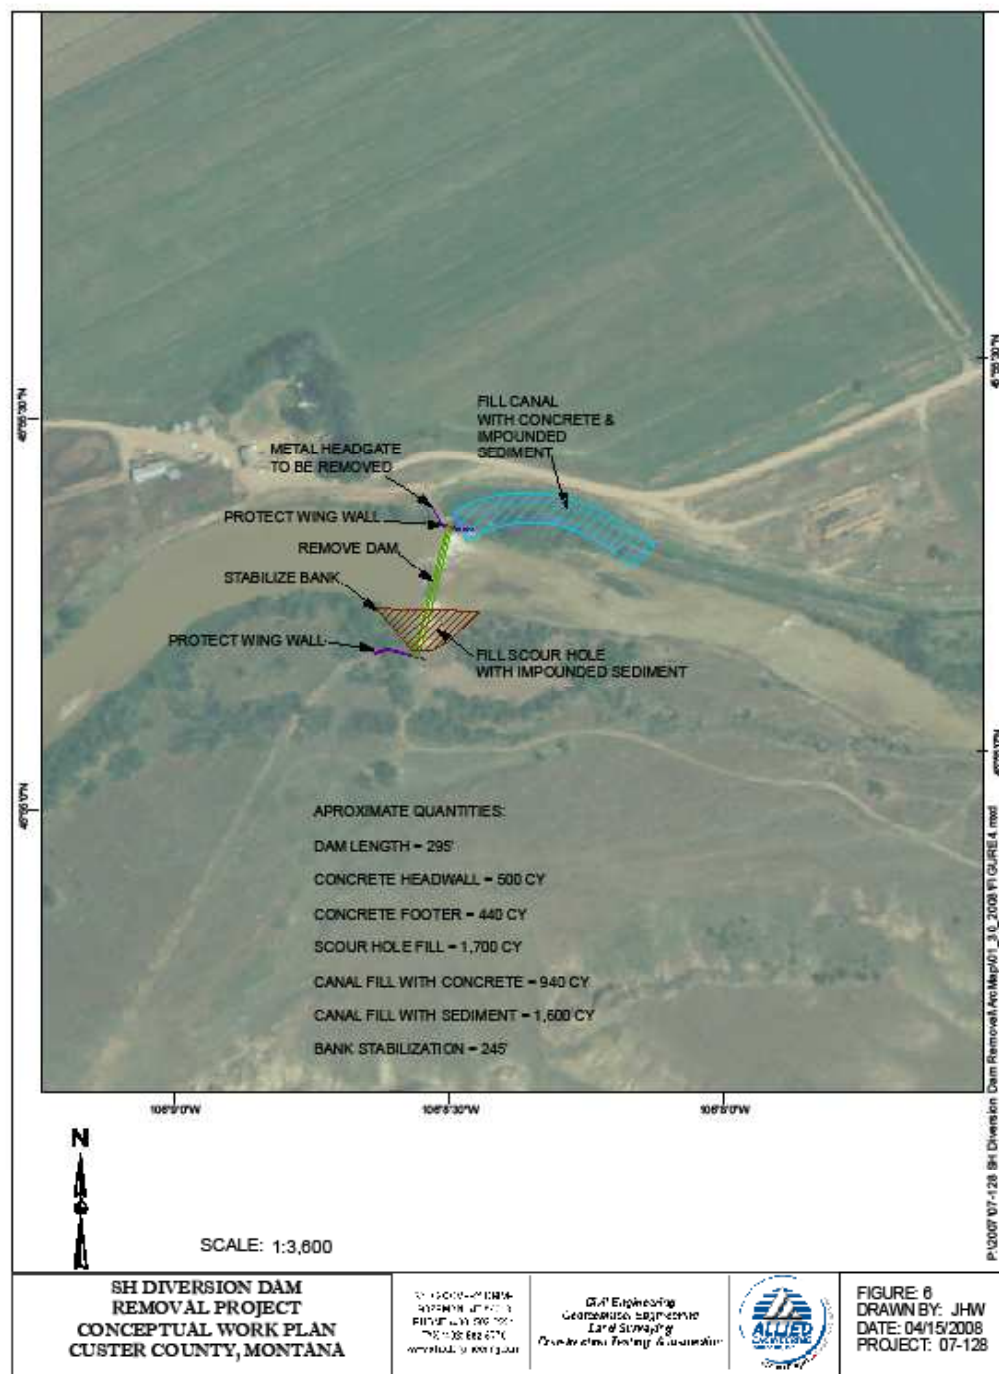 FILL CANAL
WITH CONCRETE &
IMPOUNDED
SEDIMENT
METAL HEADGATE
TO BE REMOVED
PROTECT WING WALL
REMOVE DAM
STABILIZE BANK
PROTECT WING WALL
FILL SCOUR HOLE
WITH IMPOUNDED SEDIMENT
APROXIMATE QUANTITIES:
DAM LENGTH = 295'
CONCRETE HEADWALL = 500 CY
CONCRETE FOOTER = 440 CY
SCOUR HOLE FILL = 1,700 CY
CANAL FILL WITH CONCRETE = 940 CY
CANAL FILL WITH SEDIMENT = 1,600 CY
BANK STABILIZATION = 245'
N
SCALE: 1:3,600
SH DIVERSION DAM
REMOVAL PROJECT
CONCEPTUAL WORK PLAN
CUSTER COUNTY, MONTANA
Civil Engineering
Geotechnical Engineering
Land Surveying
ALLIED
ENGINEERING
FIGURE: 6
DRAWN BY: JHW
DATE: 04/15/2008
PROJECT: 07-128